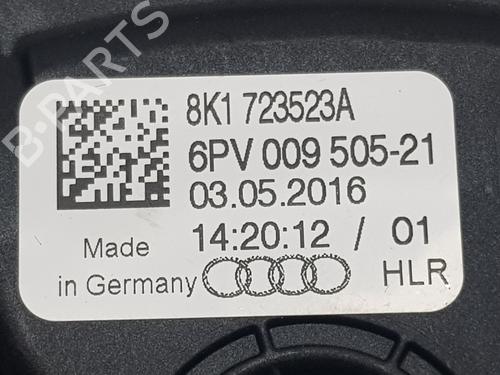 B-PARTS
8K1 723523A
6PV 009 505-21
03.05.2016
14:20:12 / 01
Made
in Germany
HLR